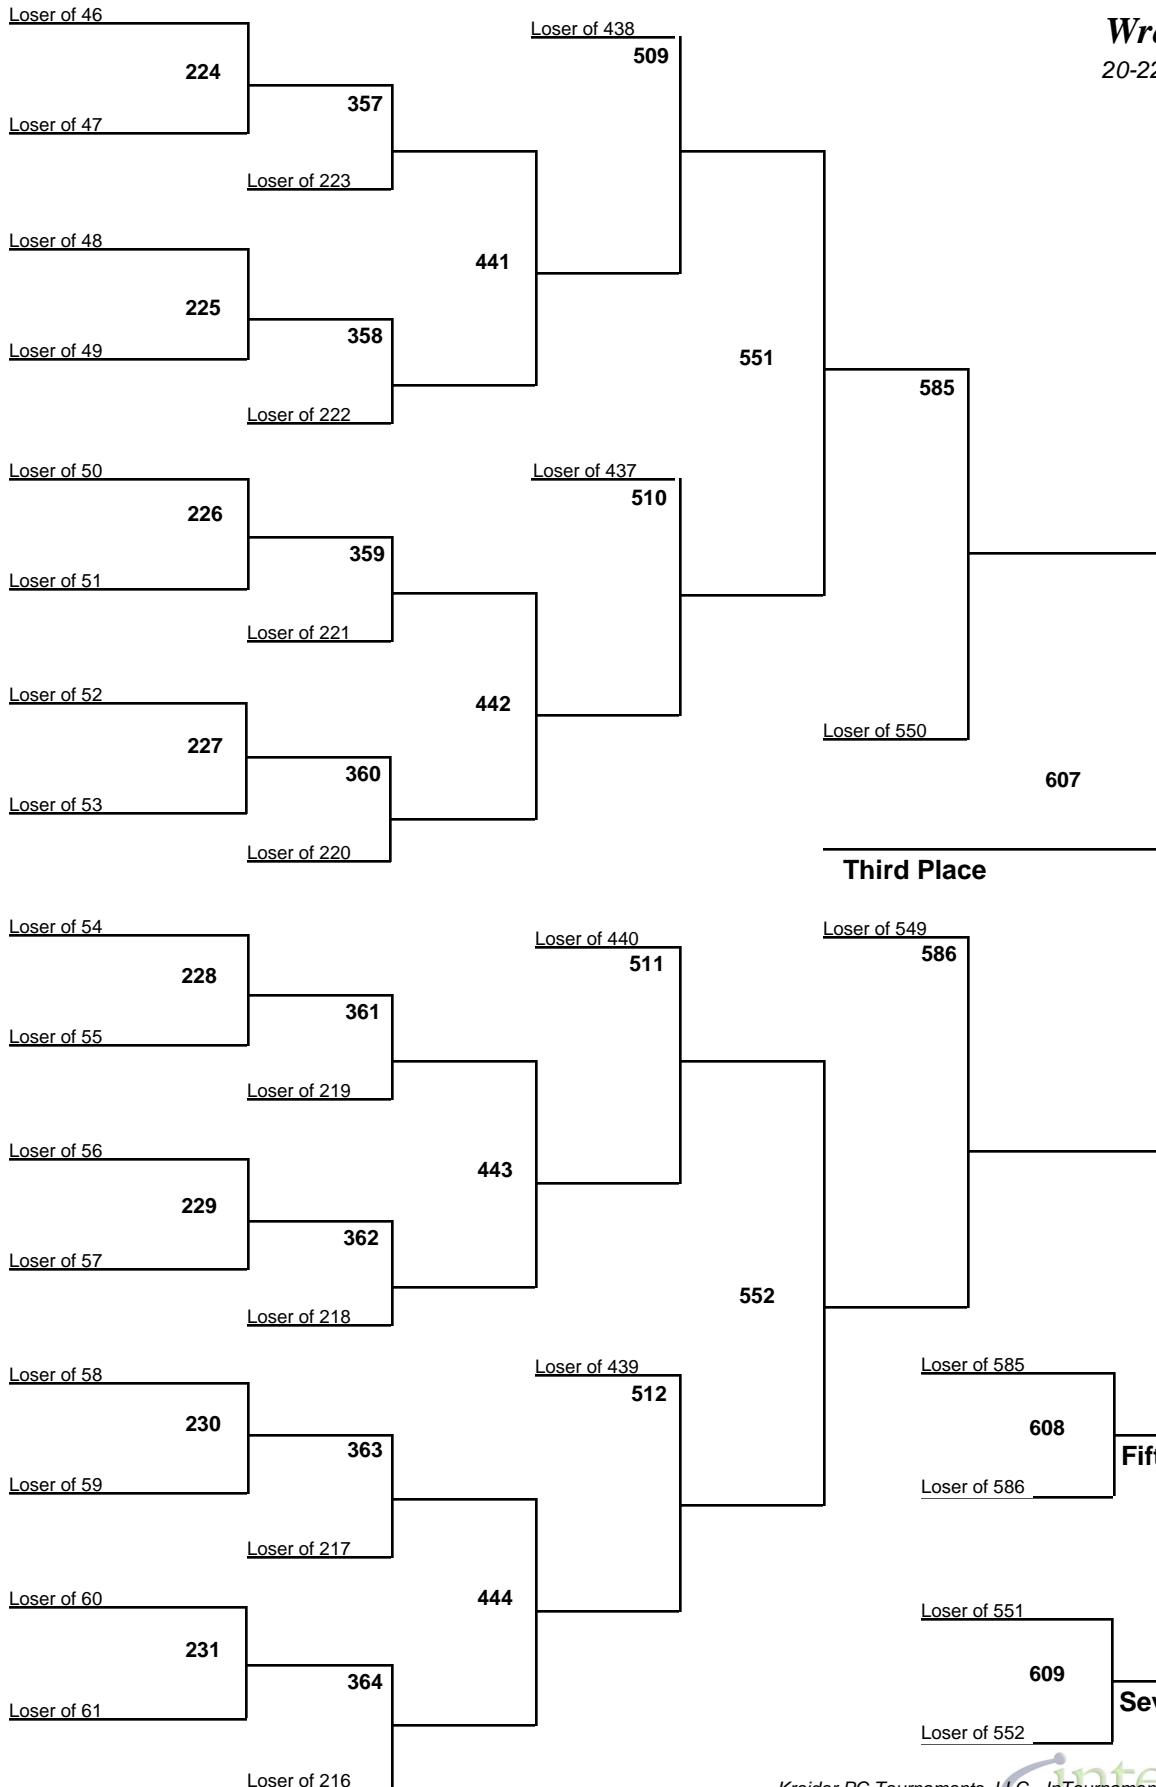 Loser of 46
Loser of 438
509
20-22
224
357
Loser of 47
Loser of 223
Loser of 48
441
225
358
Loser of 49
551
585
Loser of 222
Loser of 50
Loser of 437
510
226
359
Loser of 51
Loser of 221
Loser of 52
442
Loser of 550
227
360
607
Loser of 53
Loser of 220
Third Place
Loser of 54
Loser of 440
Loser of 549
511
586
228
361
Loser of 55
Loser of 219
Loser of 56
443
229
362
Loser of 57
552
Loser of 218
Loser of 58
Loser of 439
Loser of 585
512
230
608
363
Fift
Loser of 59
Loser of 586
Loser of 217
Loser of 60
444
Loser of 551
231
364
609
Loser of 61
Sev
Loser of 552
Loser of 216